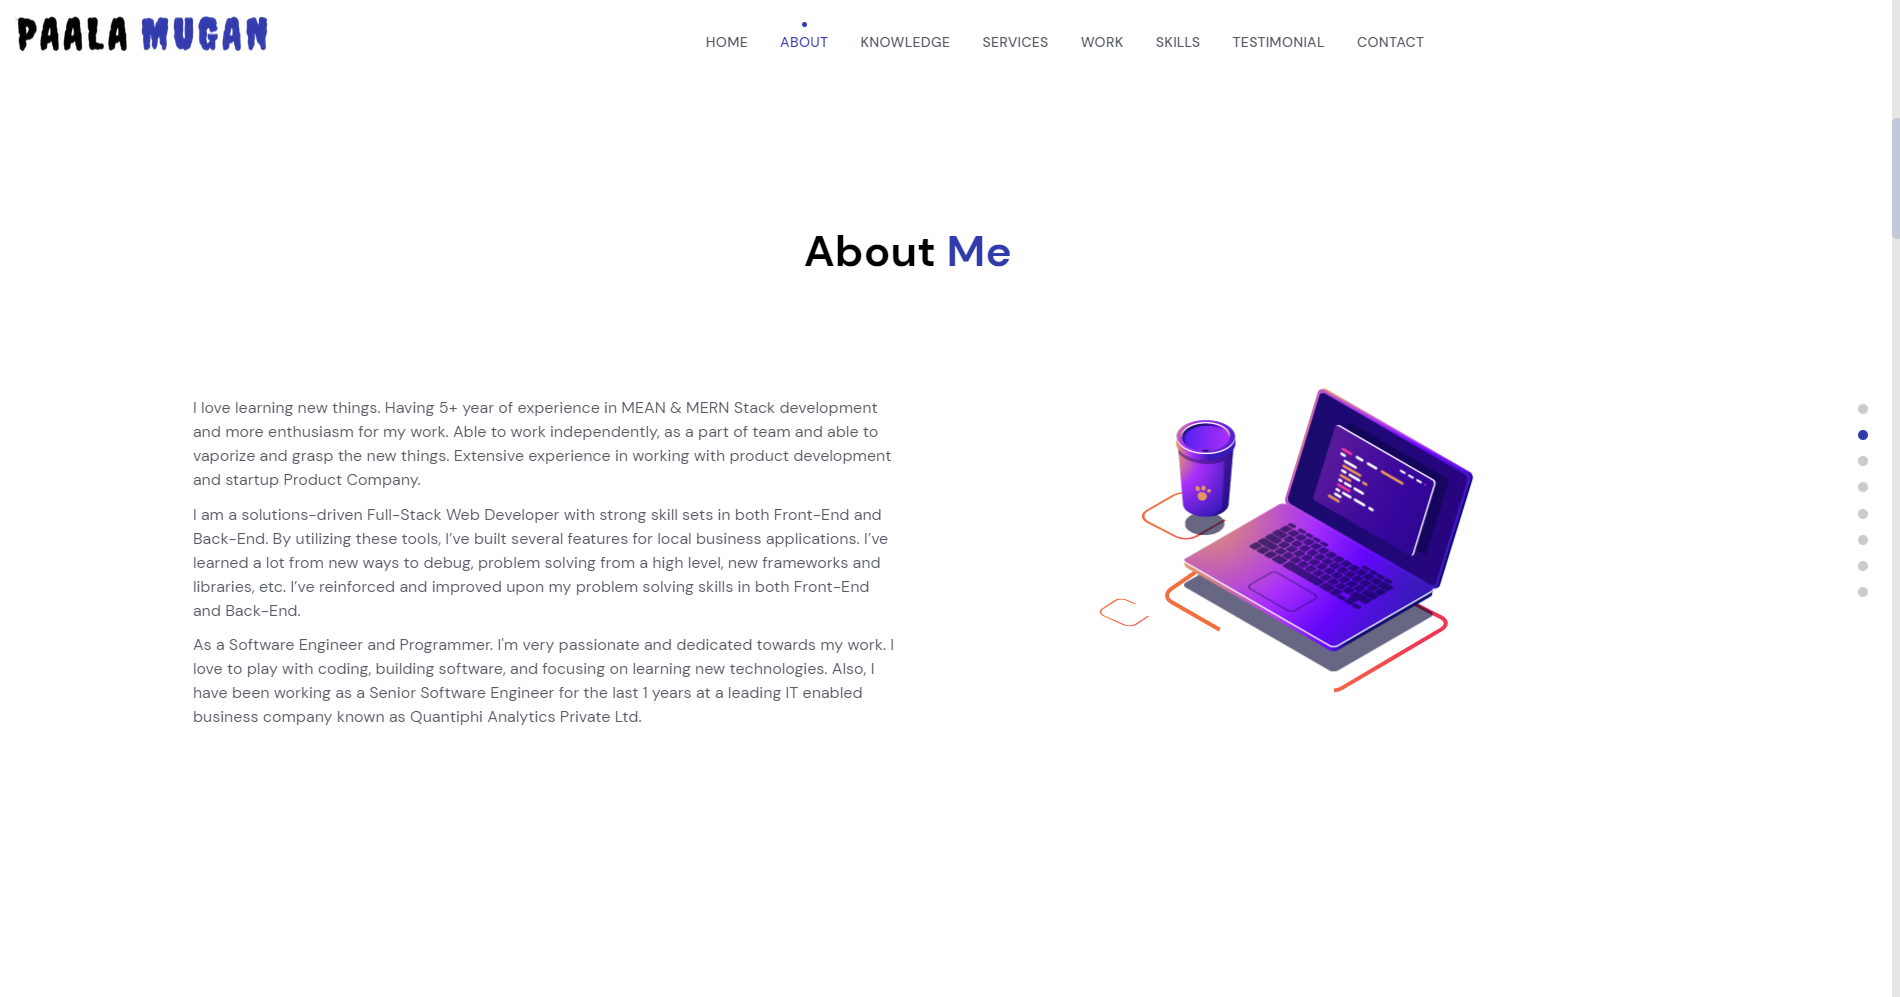 PAALA MUGAN
HOME ABOUT KNOWLEDGE SERVICES WORK SKILLS TESTIMONIAL CONTACT
About Me
I love learning new things. Having 5+ year of experience in MEAN & MERN Stack development
and more enthusiasm for my work. Able to work independently, as a part of team and able to
vaporize and grasp the new things. Extensive experience in working with product development
and startup Product Company.
I am a solutions-driven Full-Stack Web Developer with strong skill sets in both Front-End and
Back-End. By utilizing these tools, I’ve built several features for local business applications. I’ve
learned a lot from new ways to debug, problem solving from a high level, new frameworks and
libraries, etc. I’ve reinforced and improved upon my problem solving skills in both Front-End
and Back-End.
As a Software Engineer and Programmer. I'm very passionate and dedicated towards my work. I
love to play with coding, building software, and focusing on learning new technologies. Also, I
have been working as a Senior Software Engineer for the last 1 years at a leading IT enabled
business company known as Quantiphi Analytics Private Ltd.